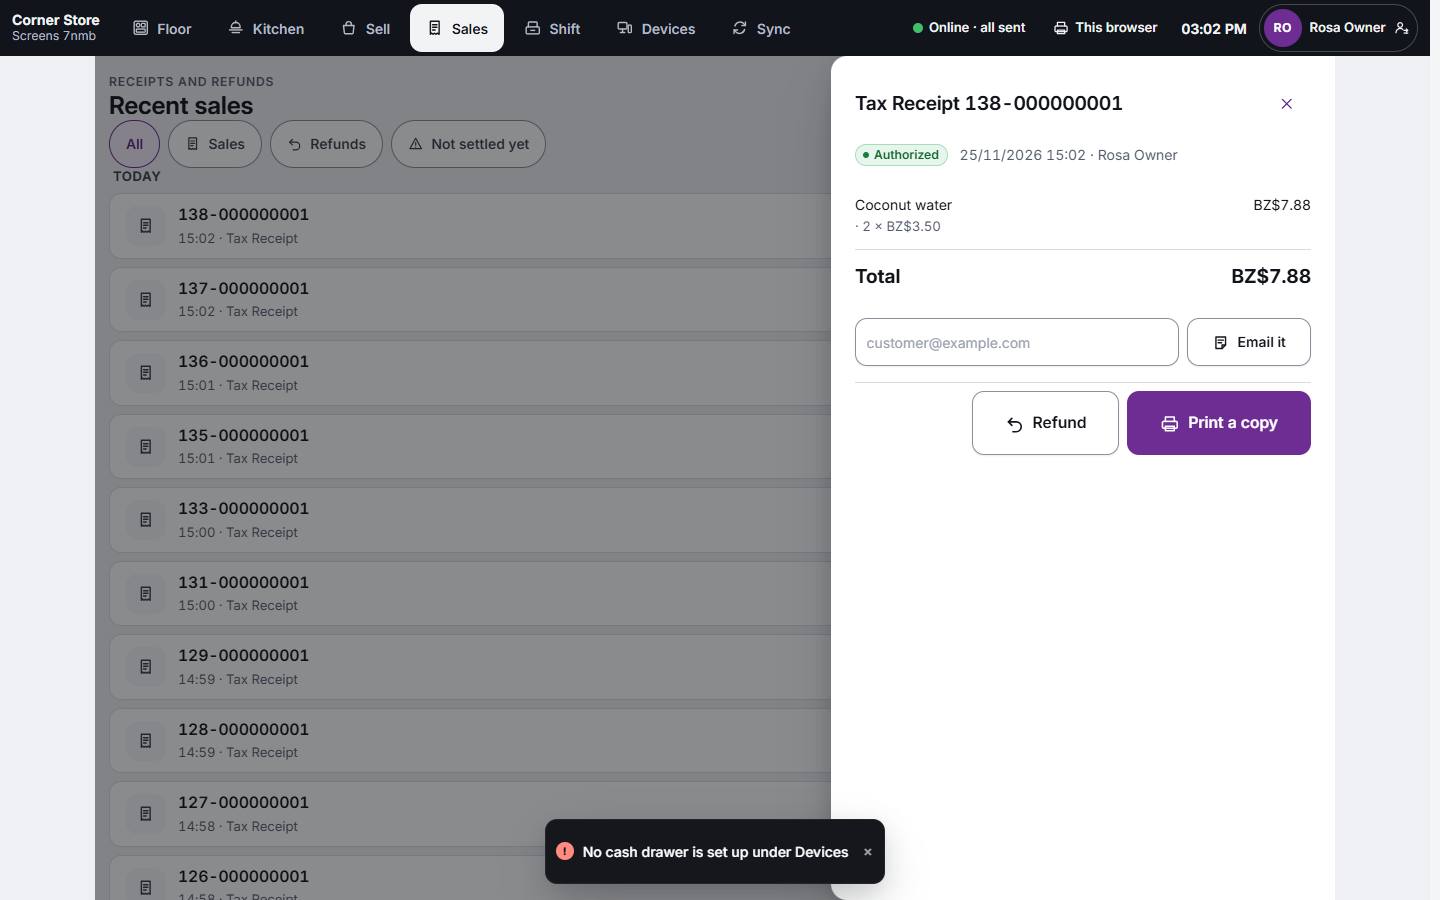 Corner Store
Screens 7nmb
Floor
Kitchen
Sell
Sales
Shift
Devices
Sync
Online · all sent
This browser
03:02 PM
RO
Rosa Owner
RECEIPTS AND REFUNDS
Recent sales
All
Sales
Refunds
Not settled yet
TODAY
138-000000001
15:02 · Tax Receipt
137-000000001
15:02 · Tax Receipt
136-000000001
15:01 · Tax Receipt
135-000000001
15:01 · Tax Receipt
133-000000001
15:00 · Tax Receipt
131-000000001
15:00 · Tax Receipt
129-000000001
14:59 · Tax Receipt
128-000000001
14:59 · Tax Receipt
127-000000001
14:58 · Tax Receipt
126-000000001
14:58 · Tax Receipt
Tax Receipt 138-000000001
Authorized
25/11/2026 15:02 · Rosa Owner
Coconut water BZ$7.88
· 2 × BZ$3.50
Total BZ$7.88
customer@example.com
Email it
Refund
Print a copy
No cash drawer is set up under Devices